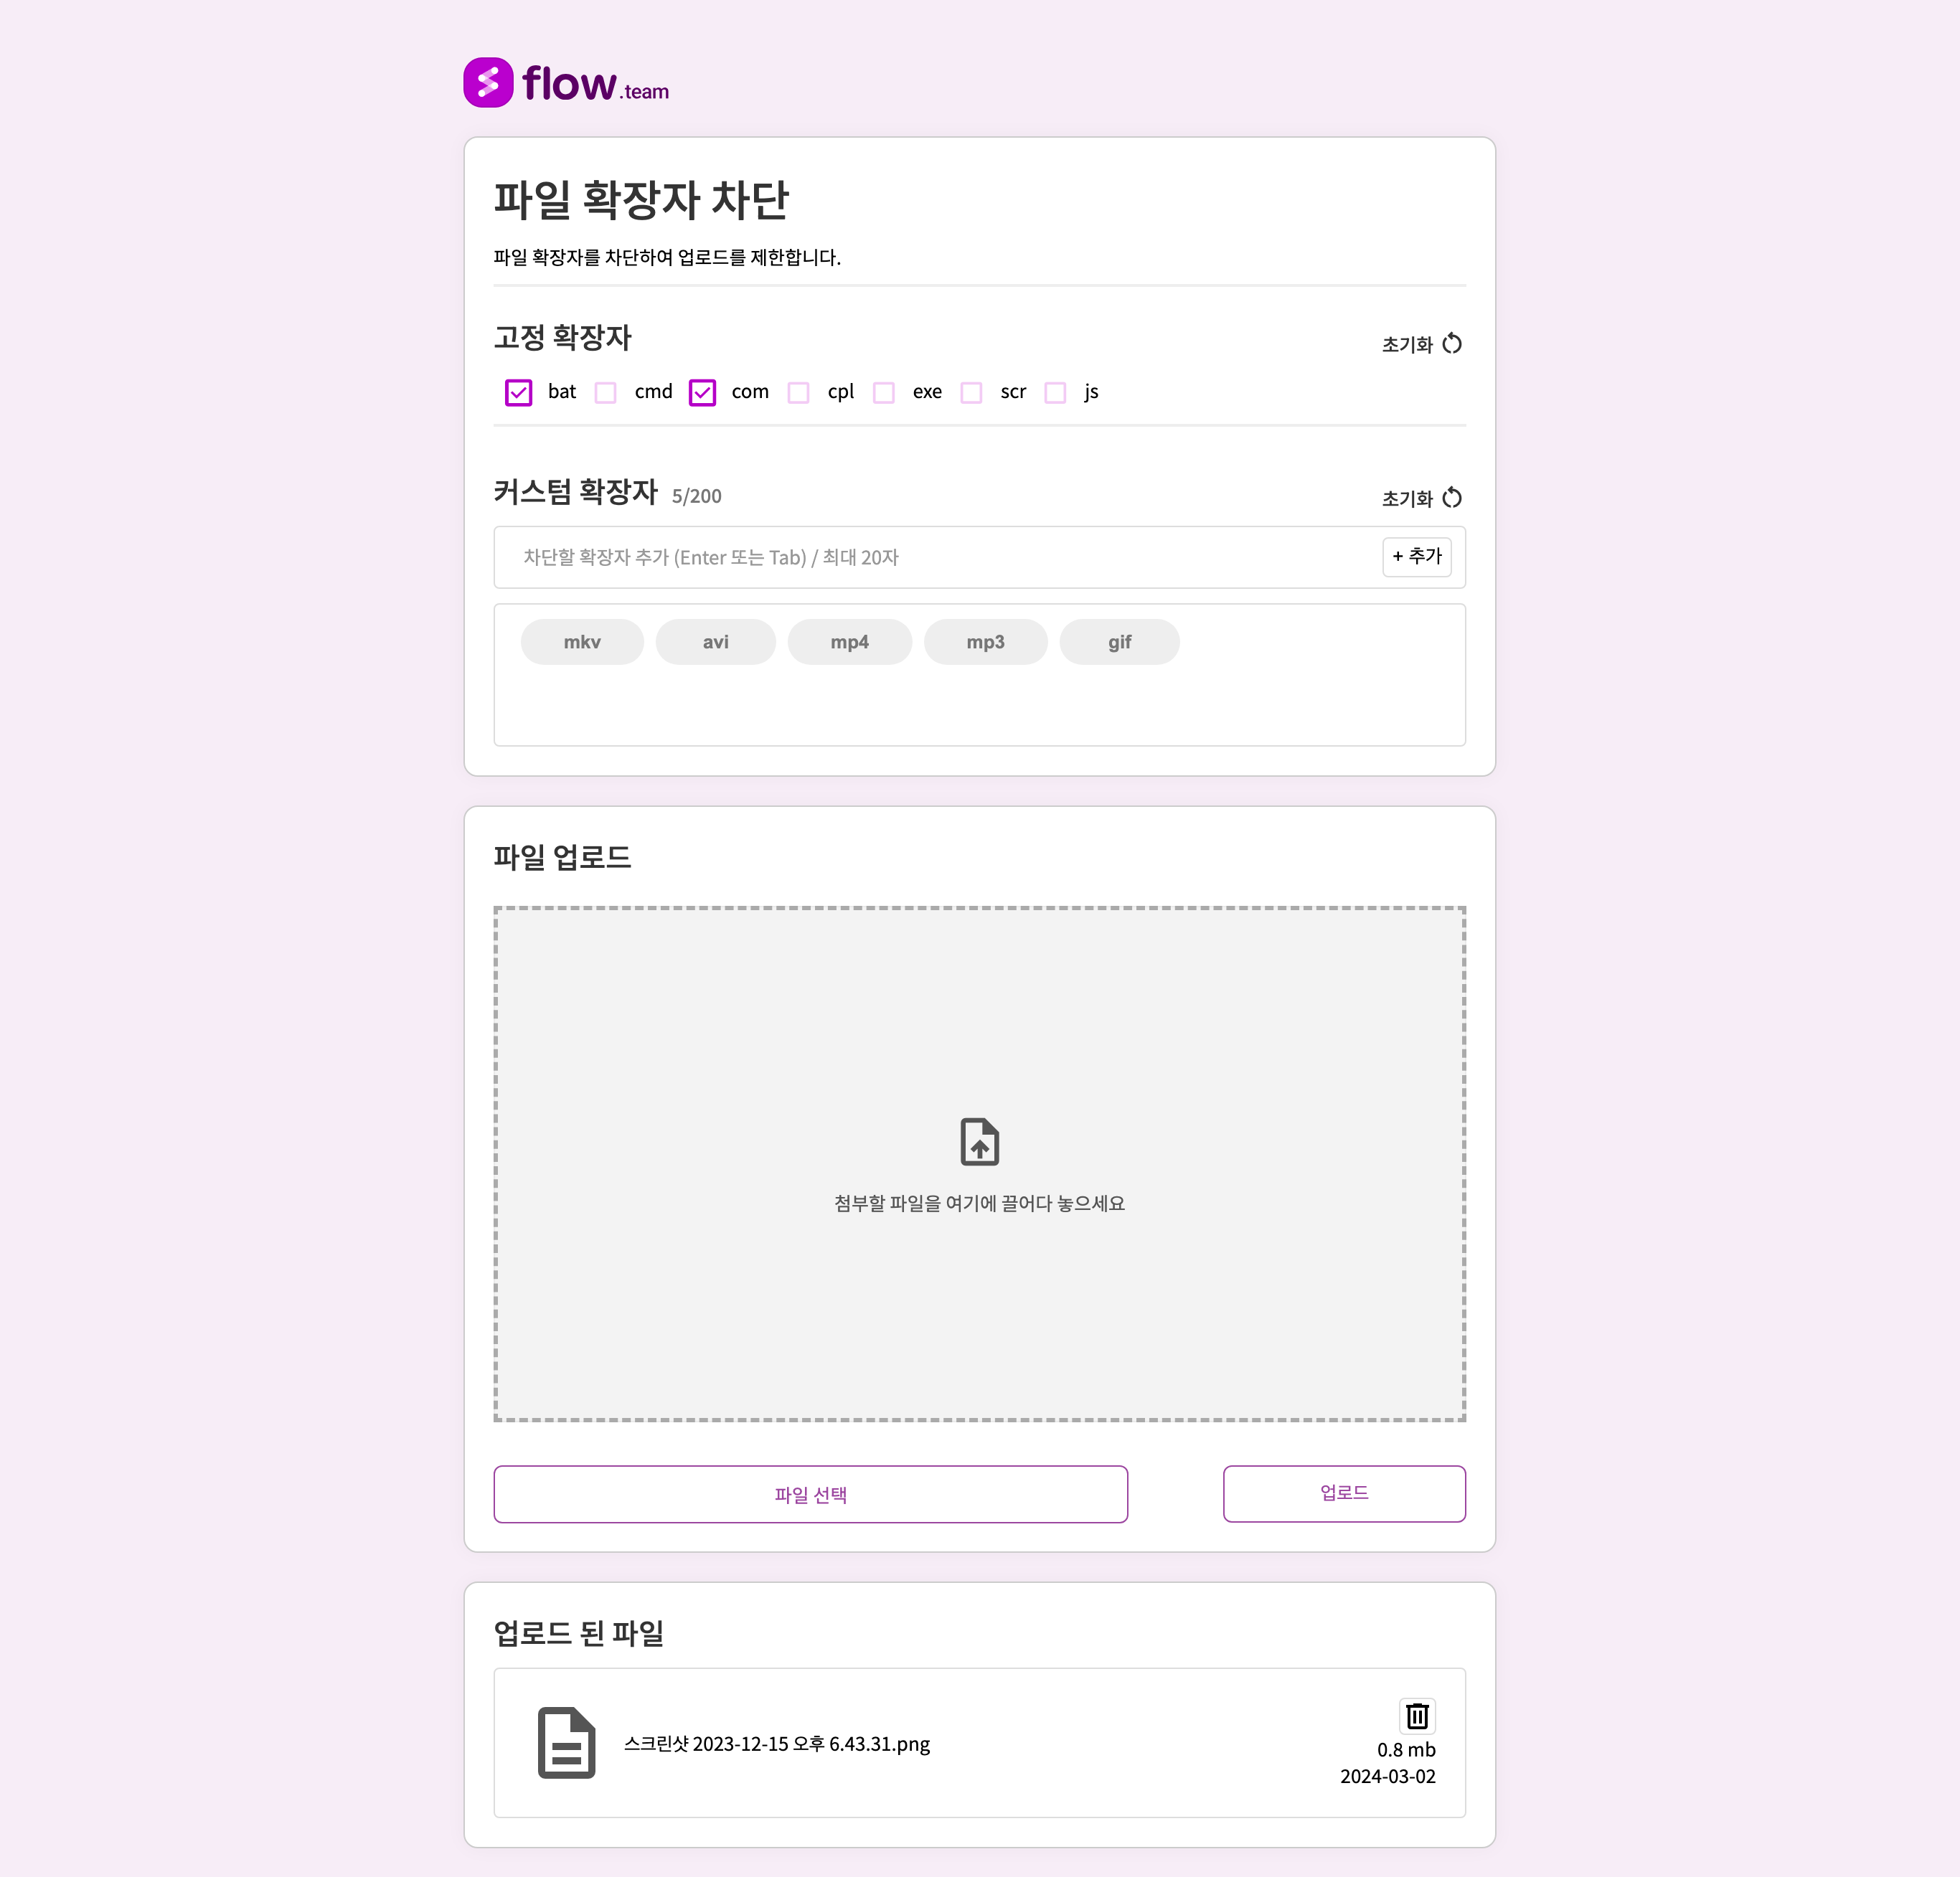 flow.team
파일 확장자 차단
파일 확장자를 차단하여 업로드를 제한합니다.
고정 확장자
초기화
bat cmd com cpl exe scr js
커스텀 확장자 5/200
초기화
차단할 확장자 추가 (Enter 또는 Tab) / 최대 20자
+ 추가
mkv avi mp4 mp3 gif
파일 업로드
첨부할 파일을 여기에 끌어다 놓으세요
파일 선택
업로드
업로드 된 파일
스크린샷 2023-12-15 오후 6.43.31.png
0.8 mb
2024-03-02